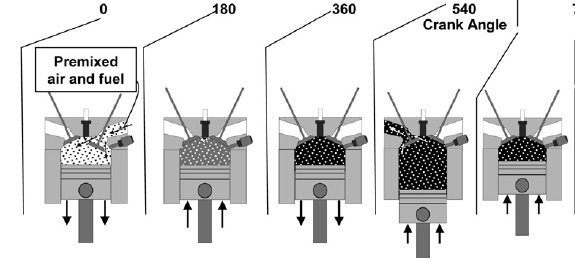 0
180
360
540
Crank Angle
Premixed
air and fuel